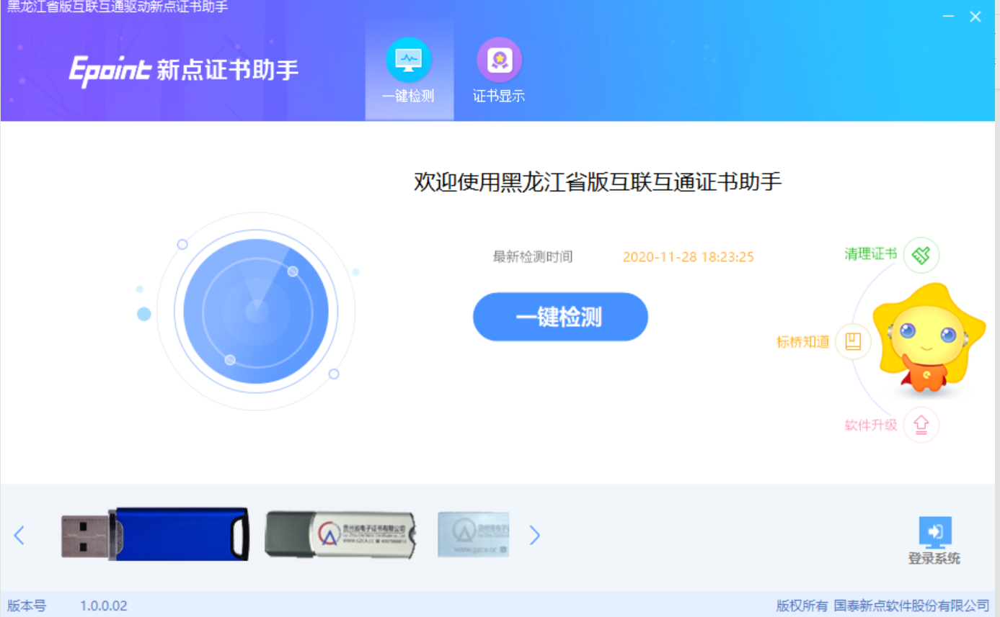 黑龙江省版互联互通驱动新点证书助手
Epoint 新点证书助手
一键检测
证书显示
欢迎使用黑龙江省版互联互通证书助手
最新检测时间 2020-11-28 18:23:25
清理证书
一键检测
标桥知道
软件升级
贵州省电子证书有限公司
www.gzca.cc
登录系统
版本号 1.0.0.02
版权所有 国泰新点软件股份有限公司